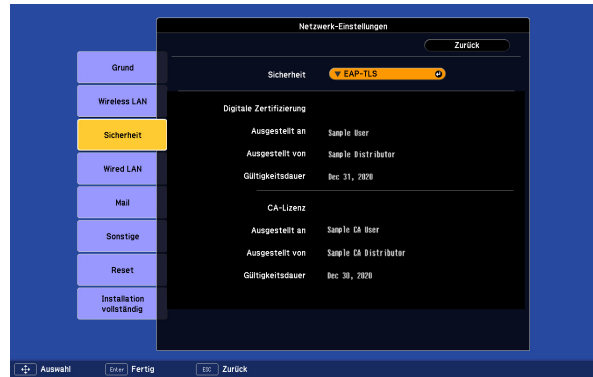 Netzwerk-Einstellungen
Zurück
Grund
Wireless LAN
Sicherheit
Wired LAN
Mail
Sonstige
Reset
Installation
vollständig
Sicherheit EAP-TLS
Digitale Zertifizierung
Ausgestellt an Sample User
Ausgestellt von Sample Distributor
Gültigkeitsdauer Dec 31, 2020
CA-Lizenz
Ausgestellt an Sample CA User
Ausgestellt von Sample CA Distributor
Gültigkeitsdauer Dec 30, 2020
Auswahl Enter Fertig ESC Zurück